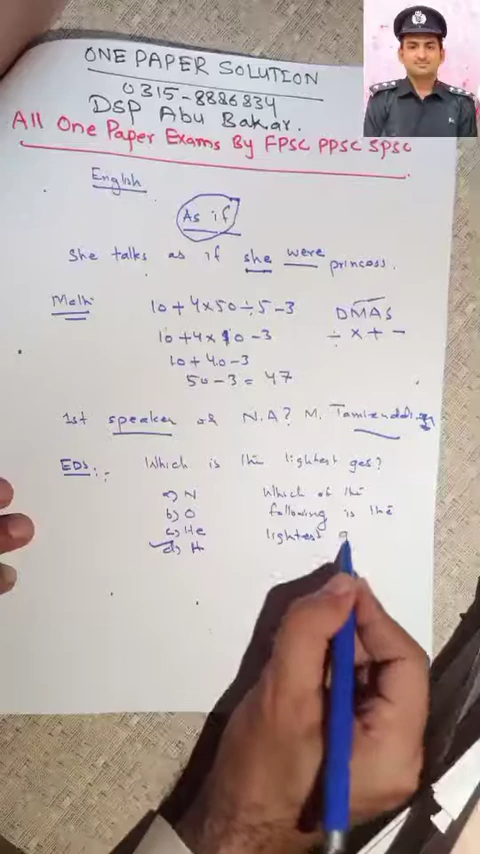 ONE PAPER SOLUTION
0315-8886834
DSP Abu Bakar.
All One Paper Exams By FPSC PPSC SPSC
English
As if
She talks as if she were princess.
Math
10+4×50÷5-3
10+4×10-3
10+40-3
50-3=47
DMAS
÷ × + -
1st speaker of N.A? M. Tamizuddin
EDS:- Which is the lightest gas?
a) N
b) O
c) He
d) H
Which of the
following is the
lightest g